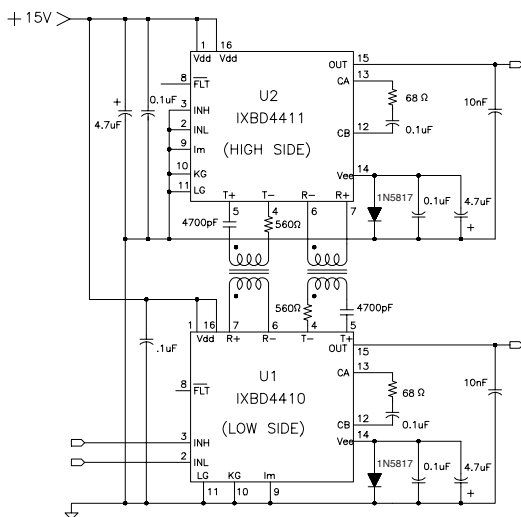 + 15V
1 16
Vdd Vdd
OUT 15
8 FLT
CA 13
3 INH
U2
68 Ω
10nF
+
4.7uF
0.1uF
2 INL
IXBD4411
0.1uF
9 Im
CB 12
10 KG
(HIGH SIDE)
11 LG
Vee 14
T+ T− R− R+
1N5817
0.1uF
4.7uF
+
5 4 6 7
4700pF
560Ω
560Ω
4700pF
1 16 7 6 4 5
Vdd R+ R− T− T+
.1uF
OUT 15
8 FLT
U1
CA 13
10nF
IXBD4410
68 Ω
(LOW SIDE)
CB 12
0.1uF
3 INH
Vee 14
2 INL
1N5817
0.1uF
4.7uF
+
LG KG Im
11 10 9